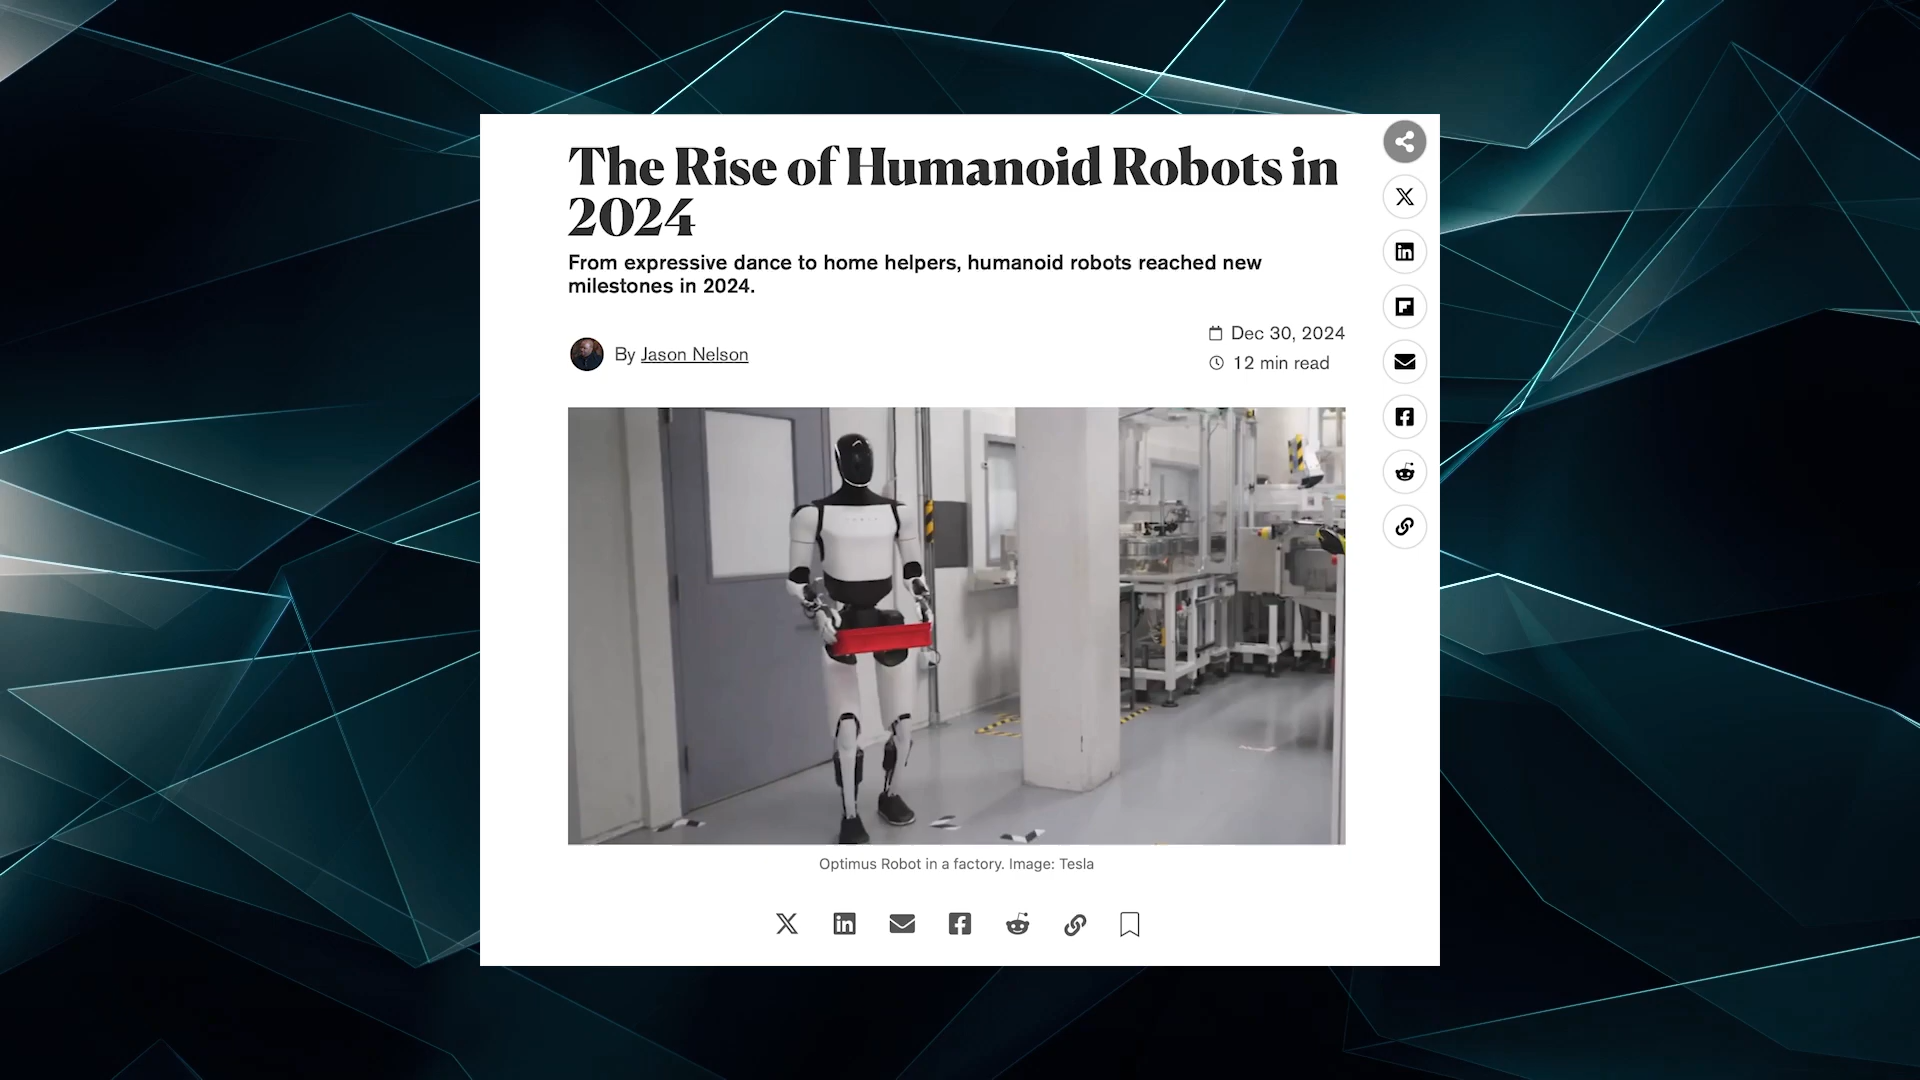 The Rise of Humanoid Robots in
2024
From expressive dance to home helpers, humanoid robots reached new
milestones in 2024.
By Jason Nelson
Dec 30, 2024
12 min read
Optimus Robot in a factory. Image: Tesla